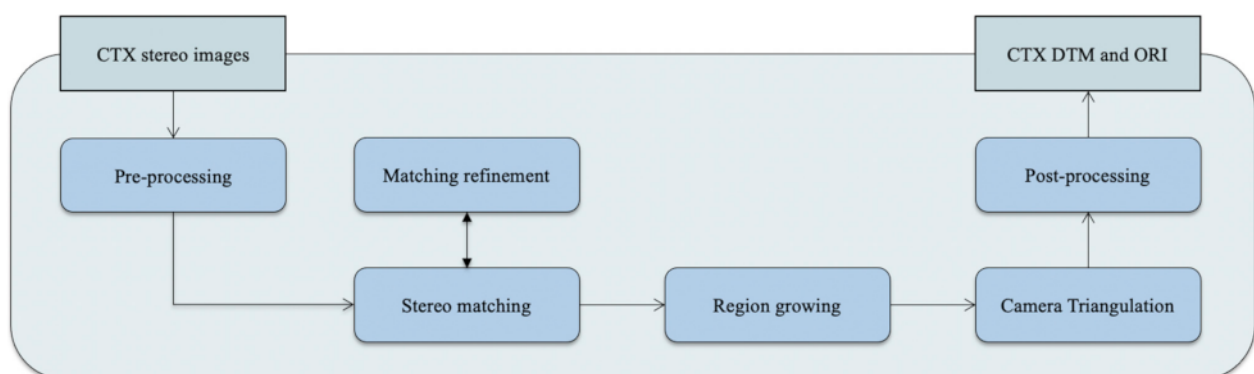 CTX stereo images
CTX DTM and ORI
Pre-processing
Matching refinement
Post-processing
Stereo matching
Region growing
Camera Triangulation